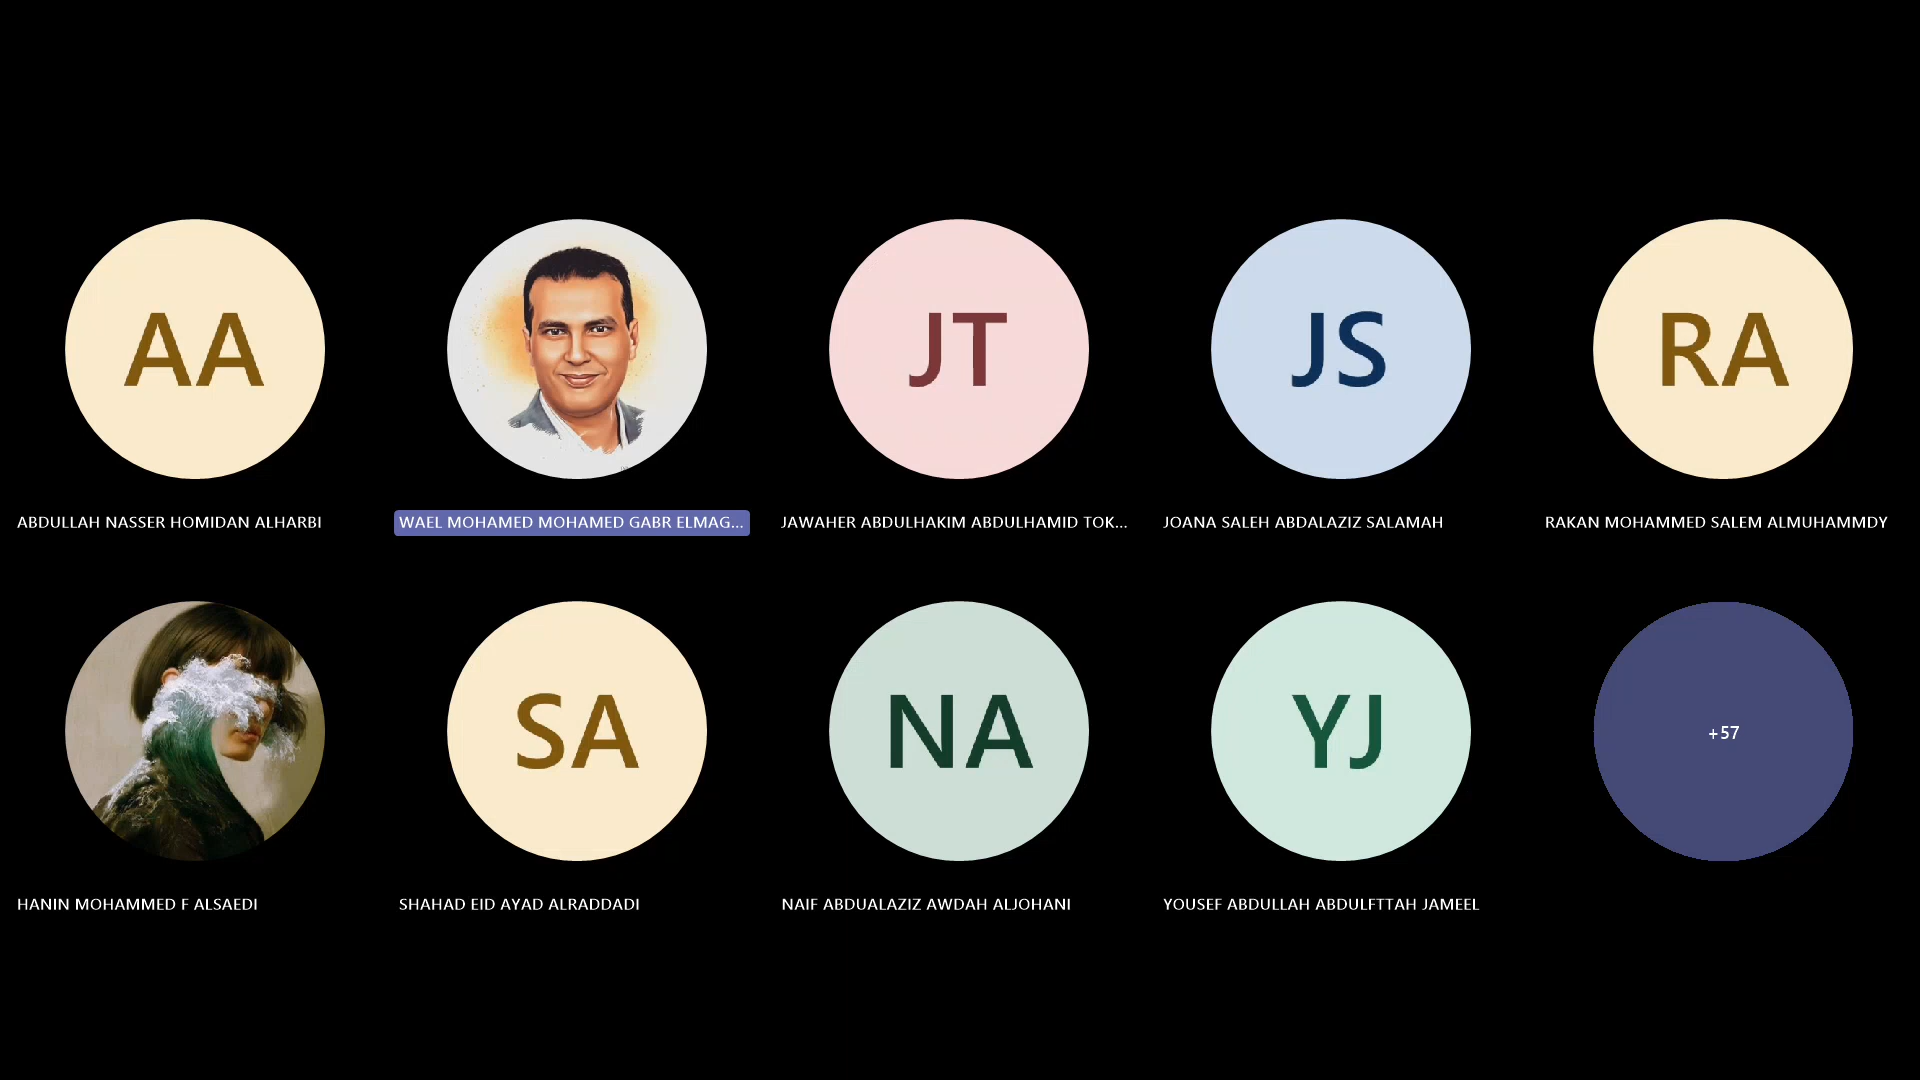 AA
JT
JS
RA
ABDULLAH NASSER HOMIDAN ALHARBI
WAEL MOHAMED MOHAMED GABR ELMAG...
JAWAHER ABDULHAKIM ABDULHAMID TOK...
JOANA SALEH ABDALAZIZ SALAMAH
RAKAN MOHAMMED SALEM ALMUHAMMDY
SA
NA
YJ
+57
HANIN MOHAMMED F ALSAEDI
SHAHAD EID AYAD ALRADDADI
NAIF ABDUALAZIZ AWDAH ALJOHANI
YOUSEF ABDULLAH ABDULFTTAH JAMEEL